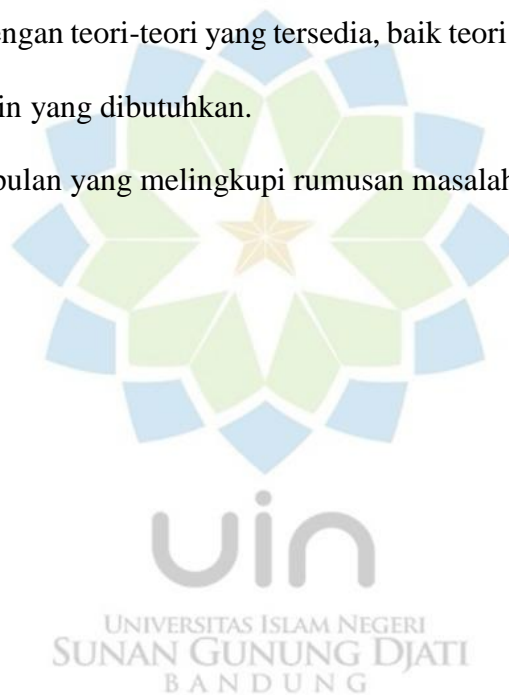 engan teori-teori yang tersedia, baik teori
in yang dibutuhkan.
pulan yang melingkupi rumusan masalah
uin
UNIVERSITAS ISLAM NEGERI
SUNAN GUNUNG DJATI
BANDUNG